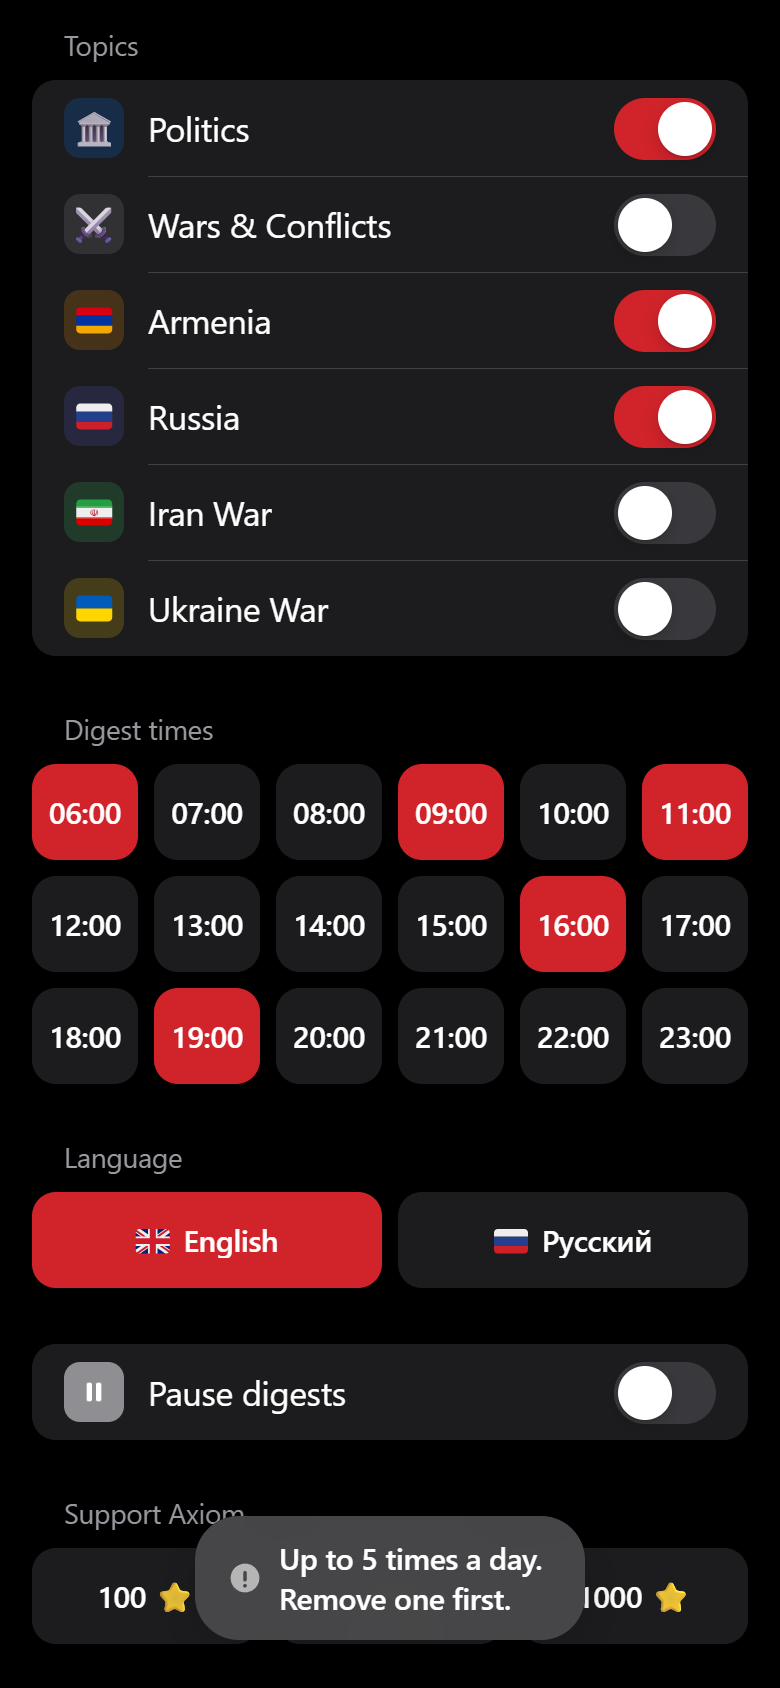 Topics
Politics
Wars & Conflicts
Armenia
Russia
Iran War
Ukraine War
Digest times
06:00 07:00 08:00 09:00 10:00 11:00
12:00 13:00 14:00 15:00 16:00 17:00
18:00 19:00 20:00 21:00 22:00 23:00
Language
English Русский
Pause digests
Support Axiom
Up to 5 times a day.
Remove one first.
100 1000